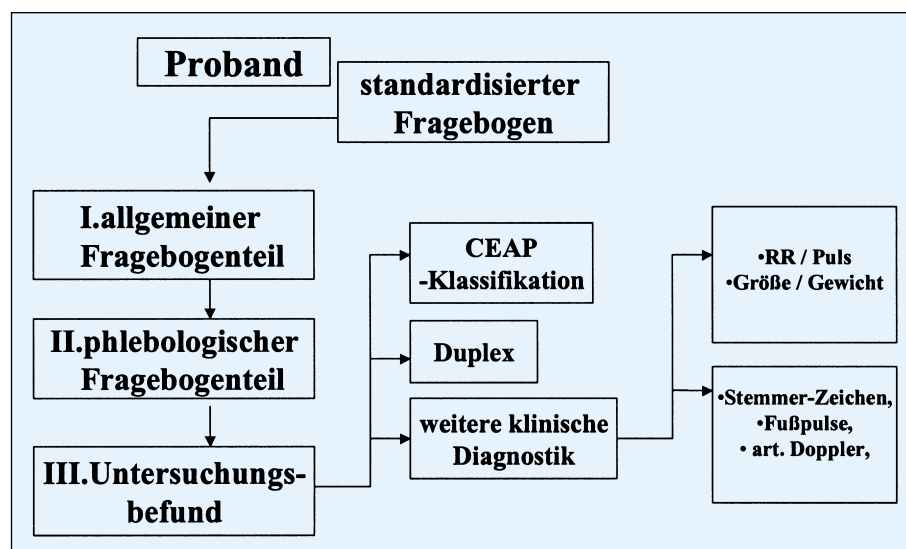 Proband
standardisierter
Fragebogen
I.allgemeiner
Fragebogenteil
II.phlebologischer
Fragebogenteil
III.Untersuchungs-
befund
CEAP
-Klassifikation
Duplex
weitere klinische
Diagnostik
•RR / Puls
•Größe / Gewicht
•Stemmer-Zeichen,
•Fußpulse,
• art. Doppler,